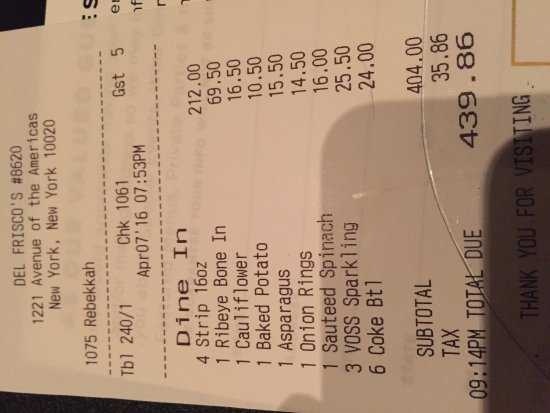 DEL FRISCO'S #8620
1221 Avenue of the Americas
New York, New York 10020
1075 Rebekkah
Tbl 240/1 Chk 1061 Gst 5
Apr07'16 07:53PM
Dine In
4 Strip 16oz 212.00
1 Ribeye Bone In 69.50
1 Cauliflower 16.50
1 Baked Potato 10.50
1 Asparagus 15.50
1 Onion Rings 14.50
1 Sauteed Spinach 16.00
3 VOSS Sparkling 25.50
6 Coke Btl 24.00
SUBTOTAL 404.00
TAX 35.86
09:14PM TOTAL DUE 439.86
THANK YOU FOR VISITING